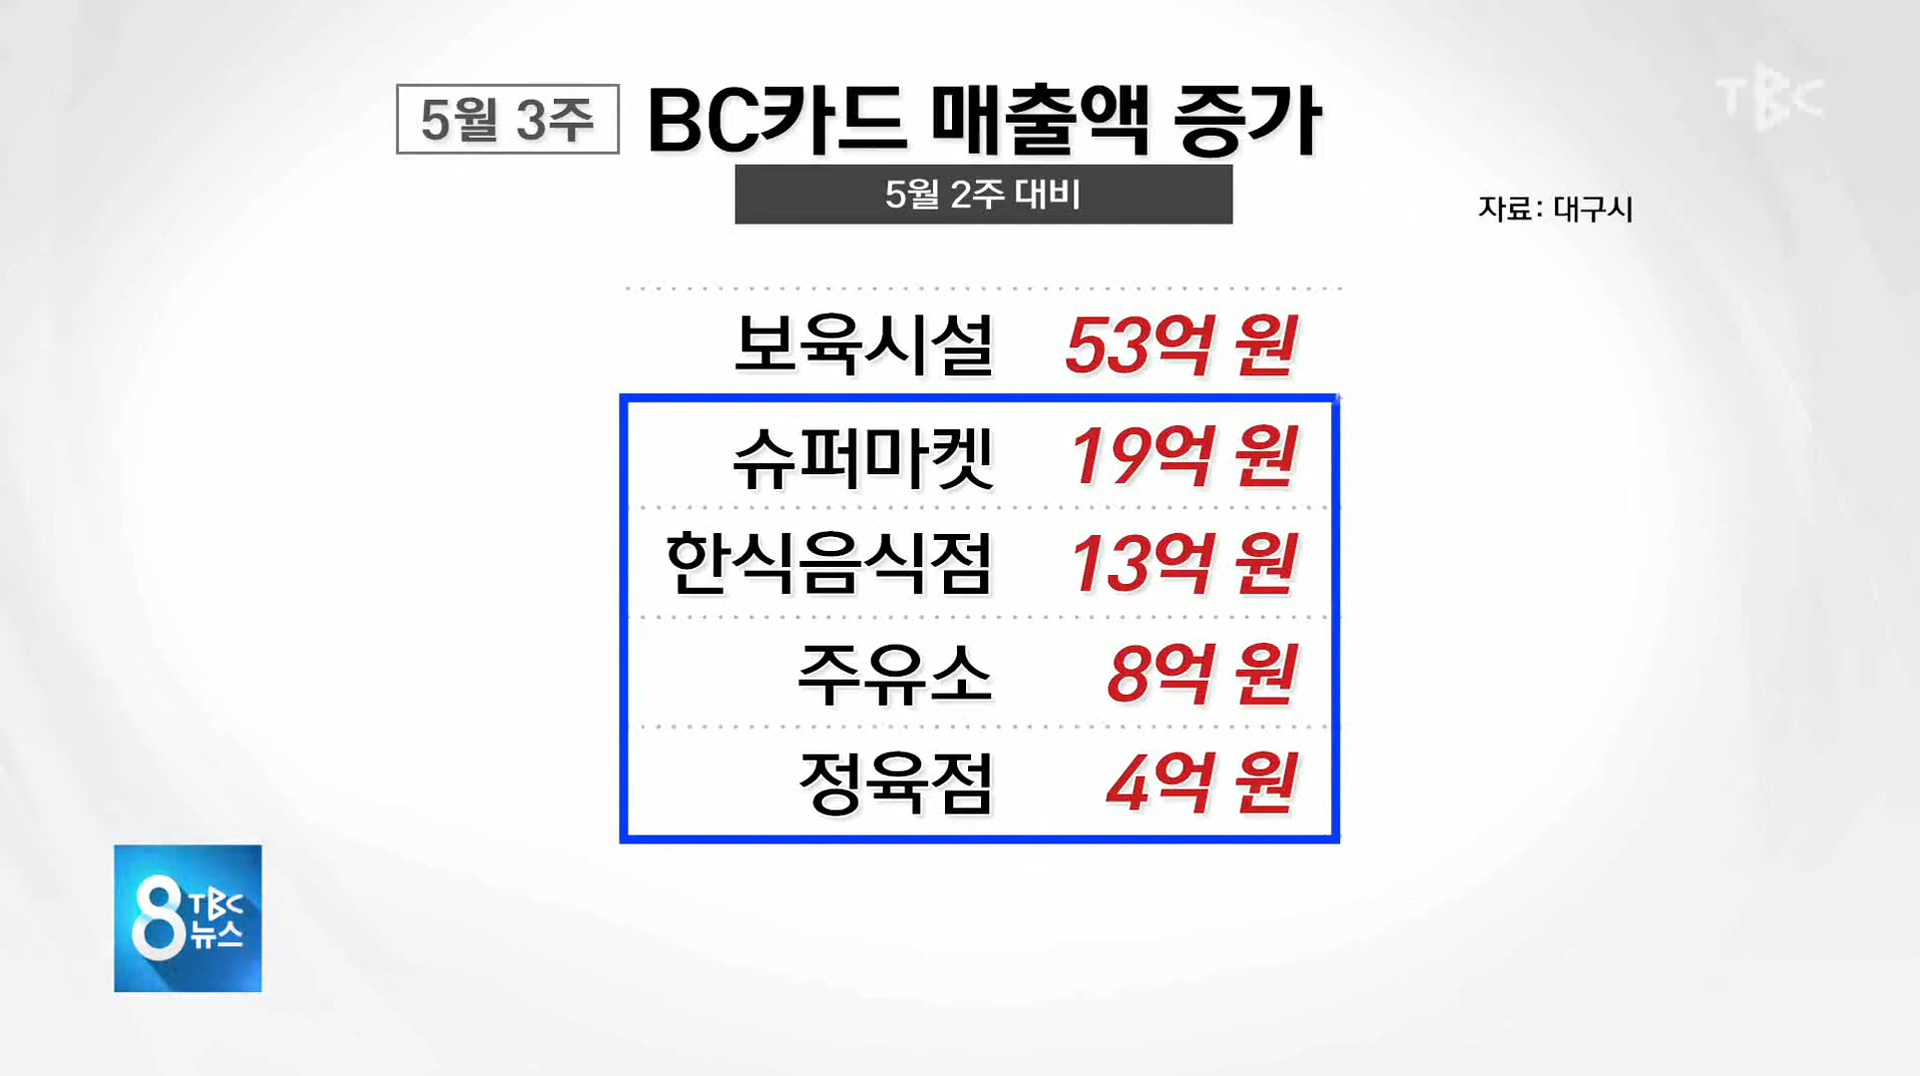 5월 3주 BC카드 매출액 증가
TBC
5월 2주 대비
자료: 대구시
보육시설 53억 원
슈퍼마켓 19억 원
한식음식점 13억 원
주유소 8억 원
정육점 4억 원
8 TBC
뉴스